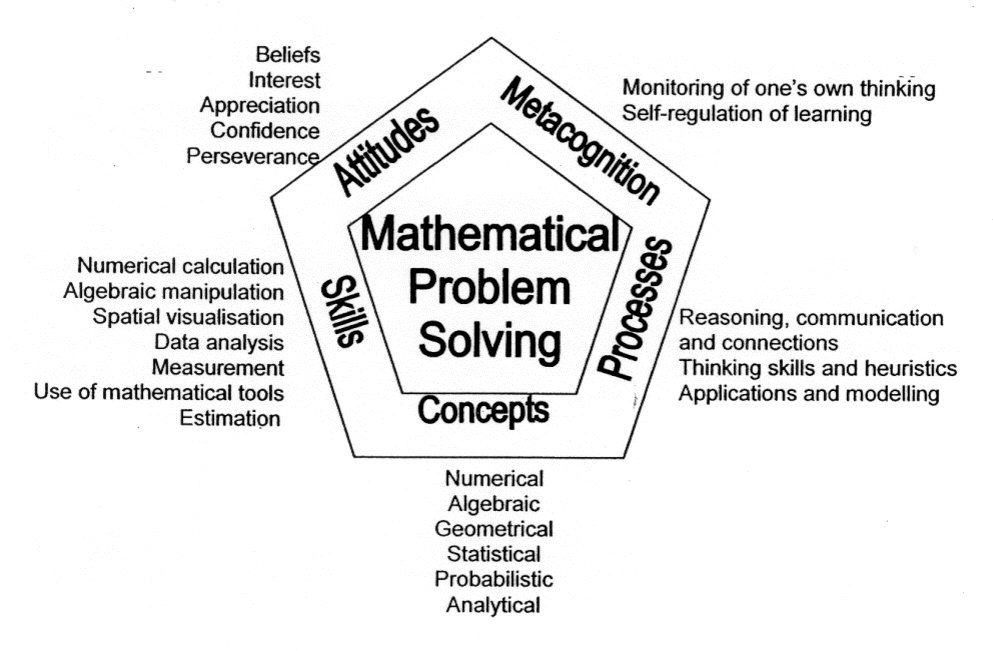 Beliefs
Interest
Appreciation
Confidence
Perseverance
Attitudes
Metacognition
Monitoring of one's own thinking
Self-regulation of learning
Mathematical
Problem
Solving
Skills
Numerical calculation
Algebraic manipulation
Spatial visualisation
Data analysis
Measurement
Use of mathematical tools
Estimation
Processes
Reasoning, communication
and connections
Thinking skills and heuristics
Applications and modelling
Concepts
Numerical
Algebraic
Geometrical
Statistical
Probabilistic
Analytical